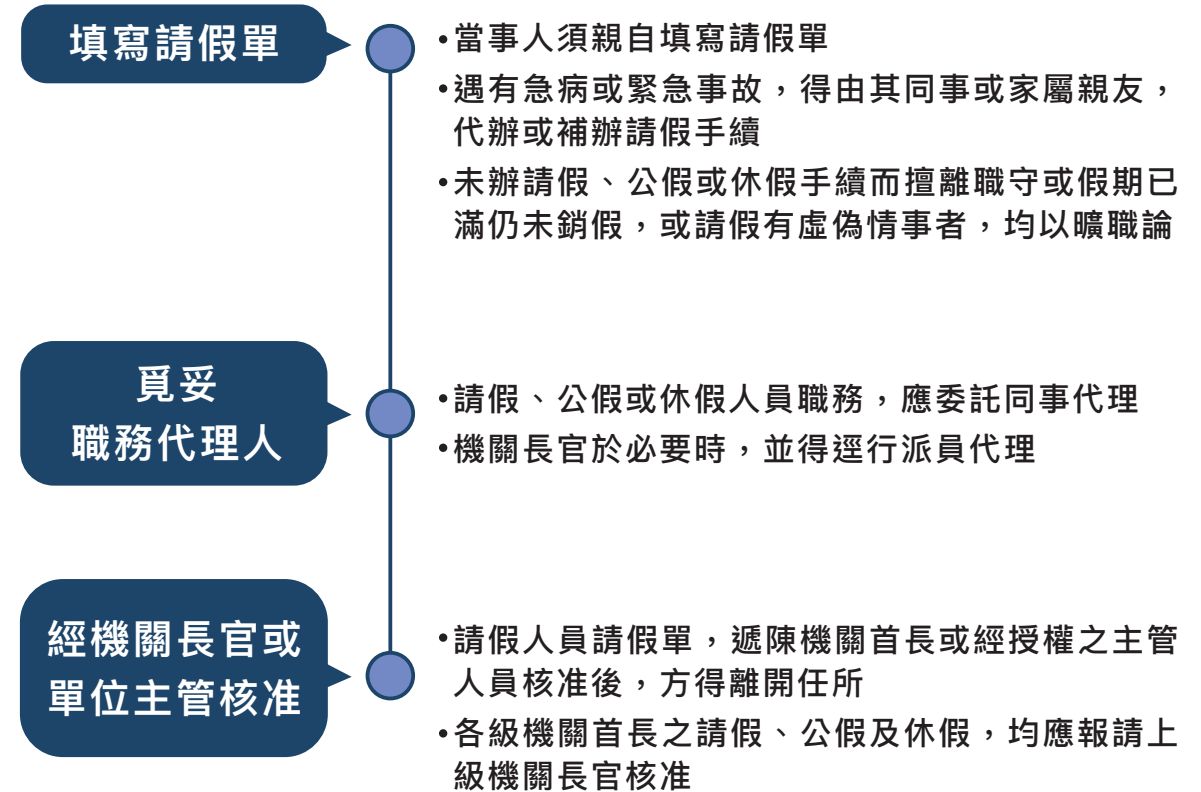 填寫請假單
•當事人須親自填寫請假單
•遇有急病或緊急事故，得由其同事或家屬親友，
代辦或補辦請假手續
•未辦請假、公假或休假手續而擅離職守或假期已
滿仍未銷假，或請假有虛偽情事者，均以曠職論
覓妥
職務代理人
•請假、公假或休假人員職務，應委託同事代理
•機關長官於必要時，並得逕行派員代理
經機關長官或
單位主管核准
•請假人員請假單，遞陳機關首長或經授權之主管
人員核准後，方得離開任所
•各級機關首長之請假、公假及休假，均應報請上
級機關長官核准